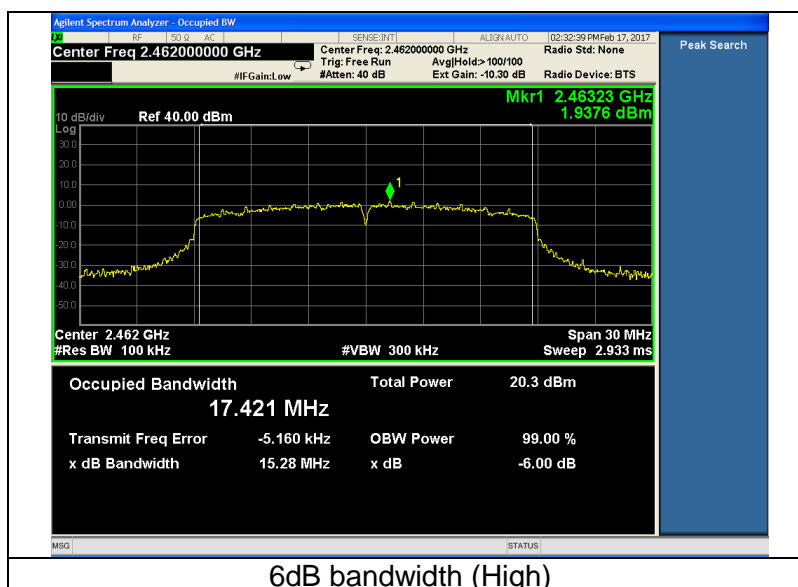 Agilent Spectrum Analyzer - Occupied BW
LXI RF 50 Ω AC SENSE:INT ALIGN AUTO 02:32:39 PM Feb 17, 2017
Center Freq 2.462000000 GHz
Center Freq: 2.462000000 GHz
Radio Std: None
Trig: Free Run Avg|Hold:> 100/100
#IFGain:Low
#Atten: 40 dB Ext Gain: -10.30 dB Radio Device: BTS
Peak Search
Mkr1 2.46323 GHz
1.9376 dBm
10 dB/div Ref 40.00 dBm
Log
30.0
20.0
10.0
0.00
-10.0
-20.0
-30.0
-40.0
-50.0
1
Center 2.462 GHz Span 30 MHz
#Res BW 100 kHz #VBW 300 kHz Sweep 2.933 ms
Occupied Bandwidth Total Power 20.3 dBm
17.421 MHz
Transmit Freq Error -5.160 kHz OBW Power 99.00 %
x dB Bandwidth 15.28 MHz x dB -6.00 dB
MSG STATUS
6dB bandwidth (High)